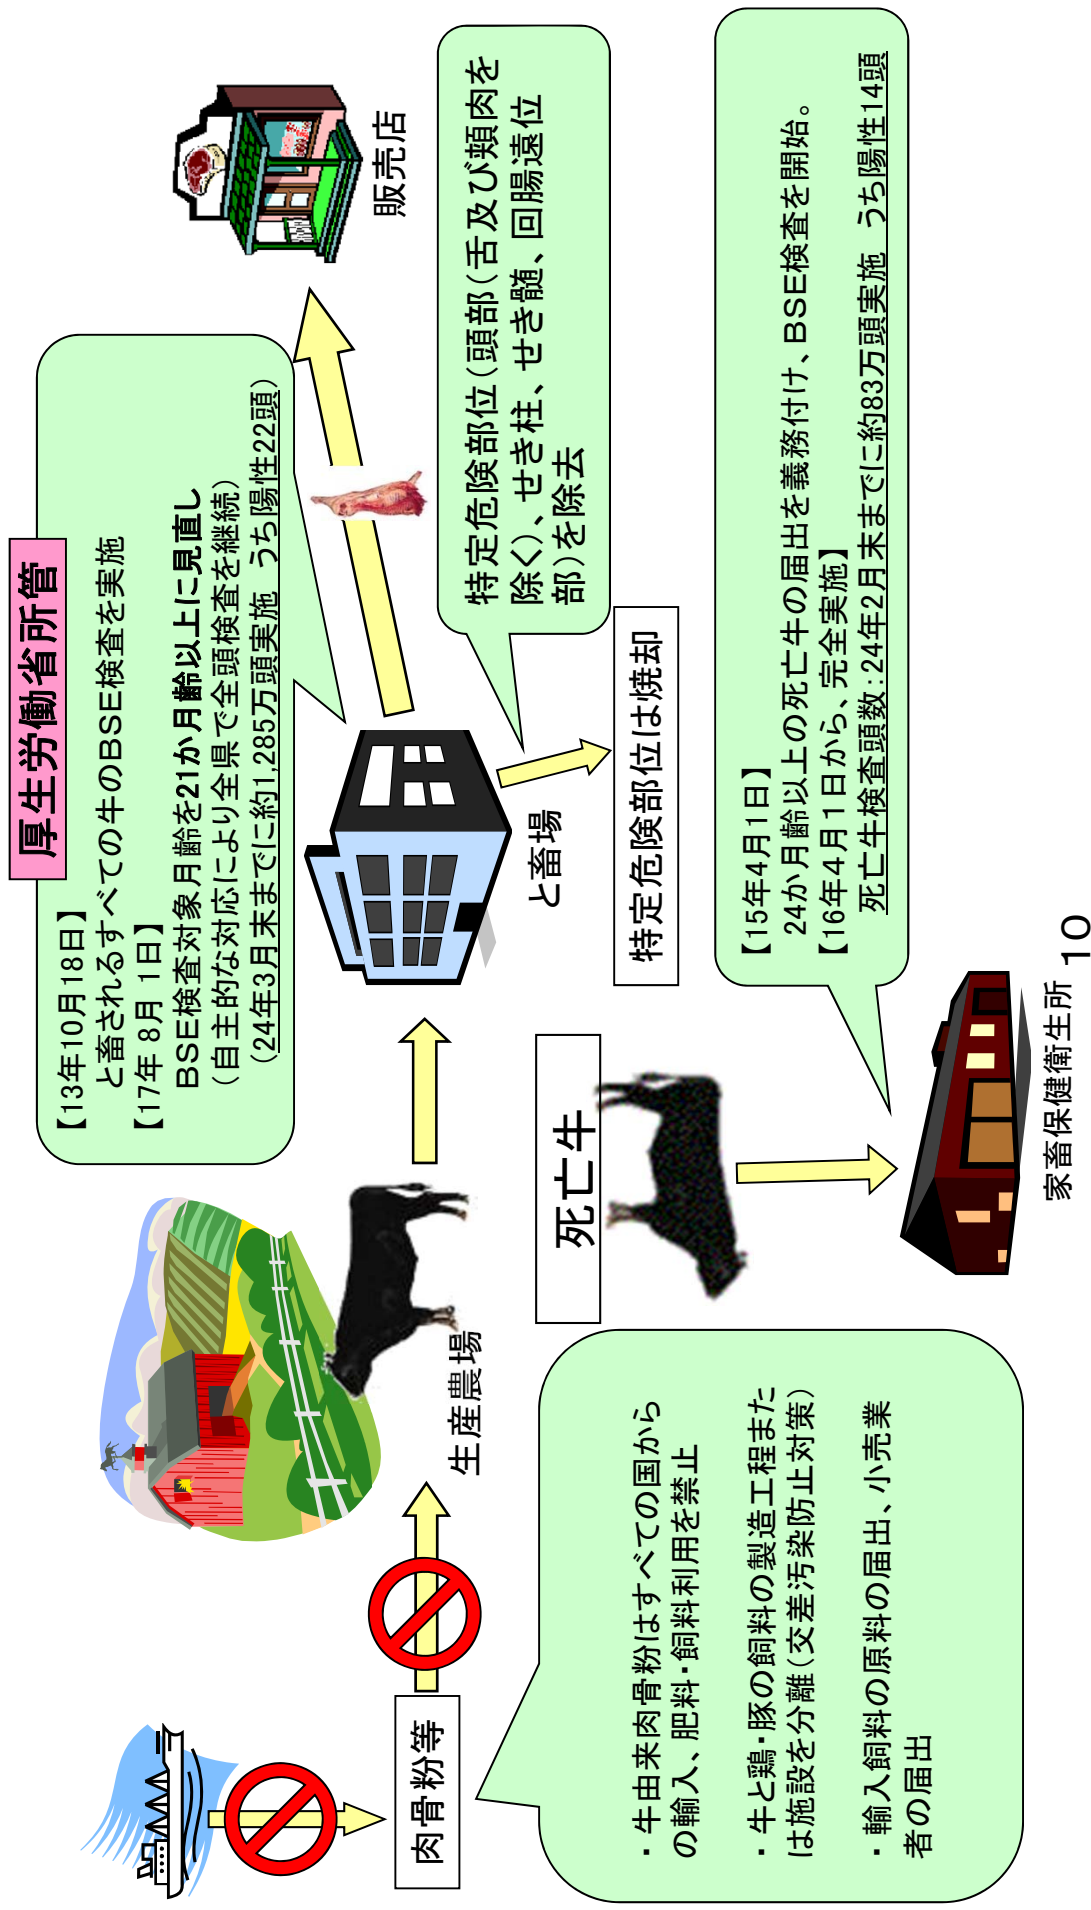 厚生労働省所管
【13年10月18日】
と畜されるすべての牛のBSE検査を実施
【17年 8月 1日】
BSE検査対象月齢を21か月齢以上に見直し
(自主的な対応により全県で全頭検査を継続)
(24年3月末までに約1,285万頭実施 うち陽性22頭)
販売店
特定危険部位(頭部(舌及び頬肉を
除く)、せき柱、せき髄、回腸遠位
部)を除去
と畜場
特定危険部位は焼却
生産農場
肉骨粉等
死亡牛
・牛由来肉骨粉はすべての国から
の輸入、肥料・飼料利用を禁止
・牛と鶏・豚の飼料の製造工程また
は施設を分離(交差汚染防止対策)
・輸入飼料の原料の届出、小売業
者の届出
【15年4月1日】
24か月齢以上の死亡牛の届出を義務付け、BSE検査を開始。
【16年4月1日から、完全実施】
死亡牛検査頭数:24年2月末までに約83万頭実施 うち陽性14頭
家畜保健衛生所
10